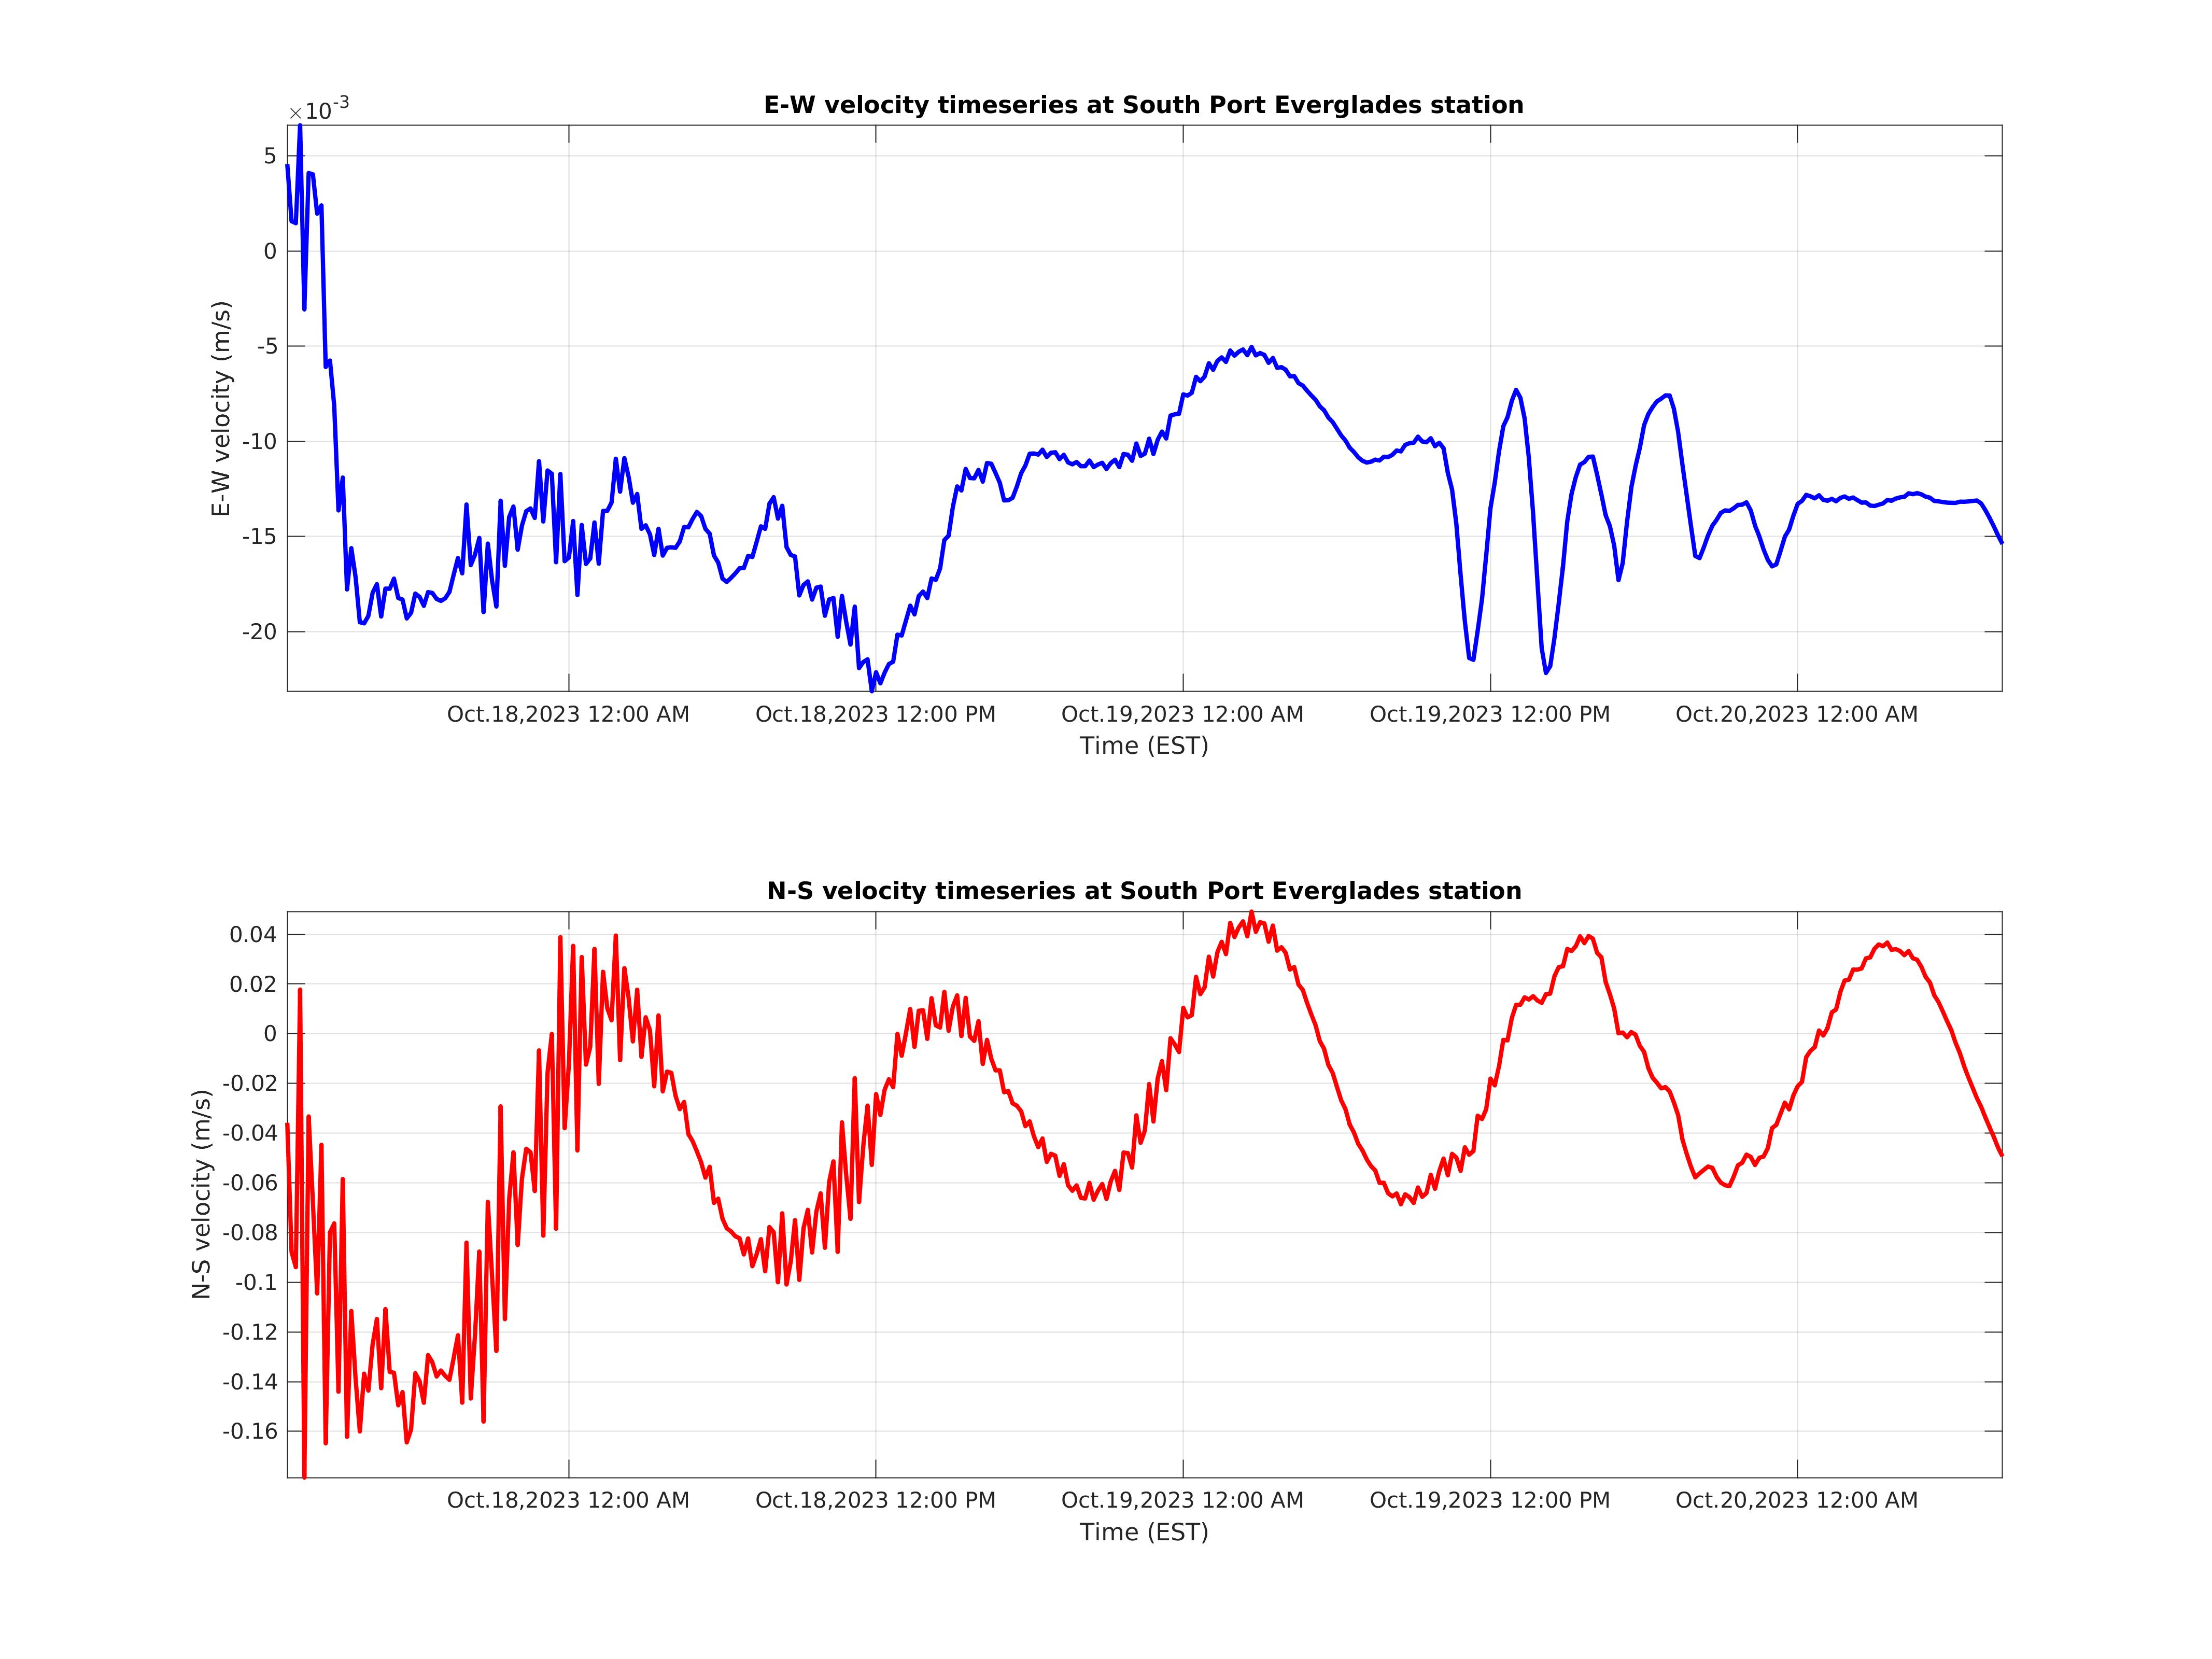 ×10-3
E-W velocity timeseries at South Port Everglades station
5
0
-5
-10
-15
-20
E-W velocity (m/s)
Oct.18,2023 12:00 AM Oct.18,2023 12:00 PM Oct.19,2023 12:00 AM Oct.19,2023 12:00 PM Oct.20,2023 12:00 AM
Time (EST)
N-S velocity timeseries at South Port Everglades station
0.04
0.02
0
-0.02
-0.04
-0.06
-0.08
-0.1
-0.12
-0.14
-0.16
N-S velocity (m/s)
Oct.18,2023 12:00 AM Oct.18,2023 12:00 PM Oct.19,2023 12:00 AM Oct.19,2023 12:00 PM Oct.20,2023 12:00 AM
Time (EST)